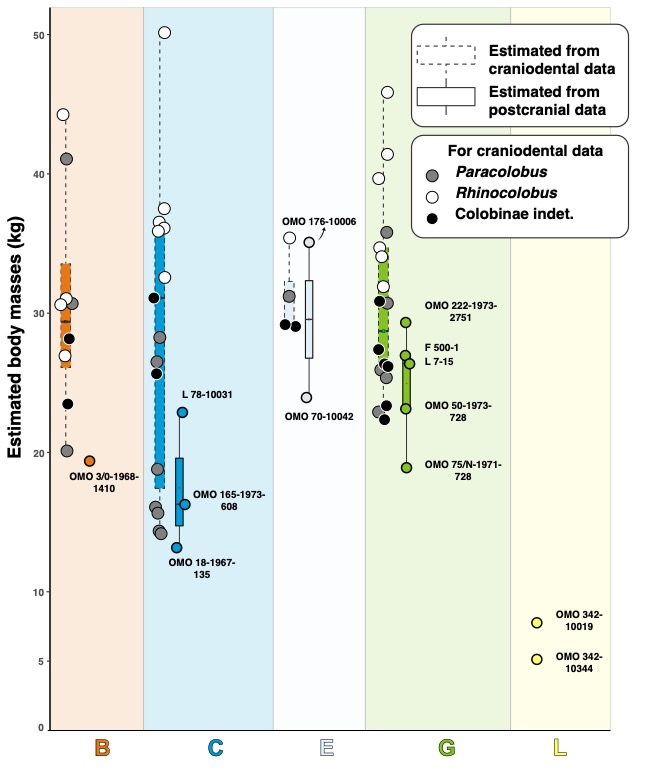 50
40
30
20
10
5
0
Estimated body masses (kg)
Estimated from
craniodental data
Estimated from
postcranial data
For craniodental data
Paracolobus
Rhinocolobus
Colobinae indet.
OMO 176-10006
OMO 222-1973-
2751
F 500-1
L 7-15
L 78-10031
OMO 50-1973-
728
OMO 70-10042
OMO 3/0-1968-
1410
OMO 165-1973-
608
OMO 75/N-1971-
728
OMO 18-1967-
135
OMO 342-
10019
OMO 342-
10344
B
C
E
G
L